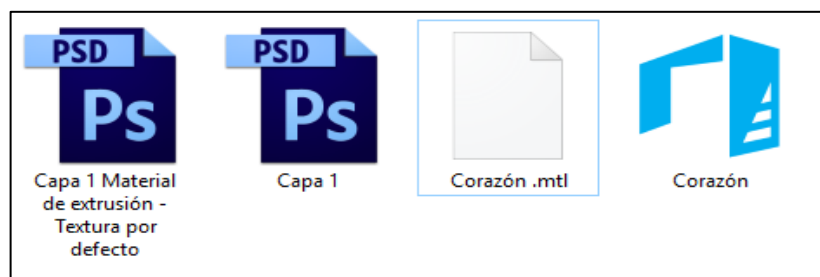 PSD
Ps
Capa 1 Material
de extrusión -
Textura por
defecto
PSD
Ps
Capa 1
Corazón .mtl
Corazón